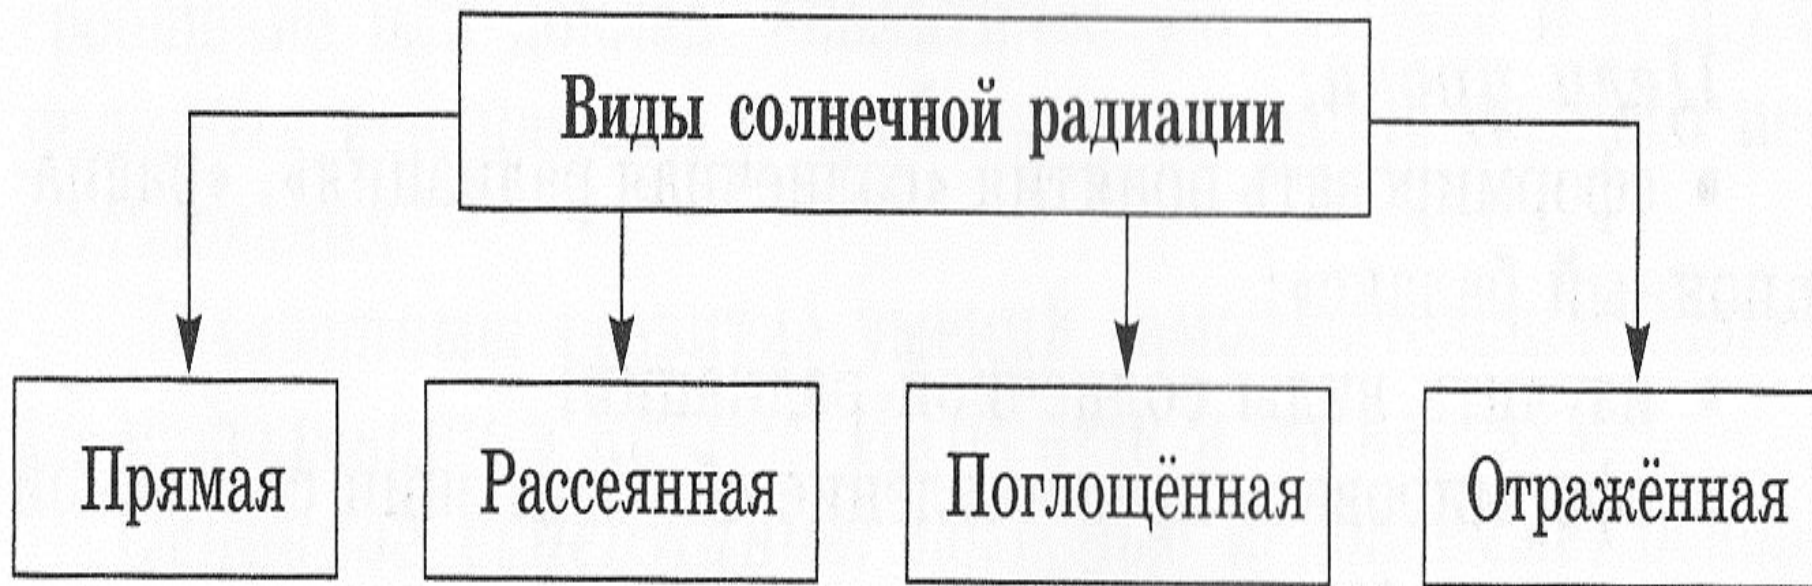 Виды солнечной радиации
Прямая
Рассеянная
Поглощённая
Отражённая